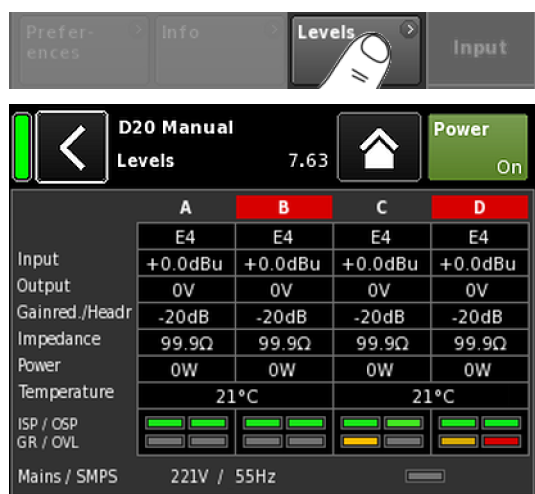 Prefer-
ences
Info
Levels
Input
D20 Manual
Levels 7.63
Power
On
A B C D
E4 E4 E4 E4
Input +0.0dBu +0.0dBu +0.0dBu +0.0dBu
Output 0V 0V 0V 0V
Gainred./Headr -20dB -20dB -20dB -20dB
Impedance 99.9Ω 99.9Ω 99.9Ω 99.9Ω
Power 0W 0W 0W 0W
Temperature 21°C 21°C
ISP / OSP
GR / OVL
Mains / SMPS 221V / 55Hz